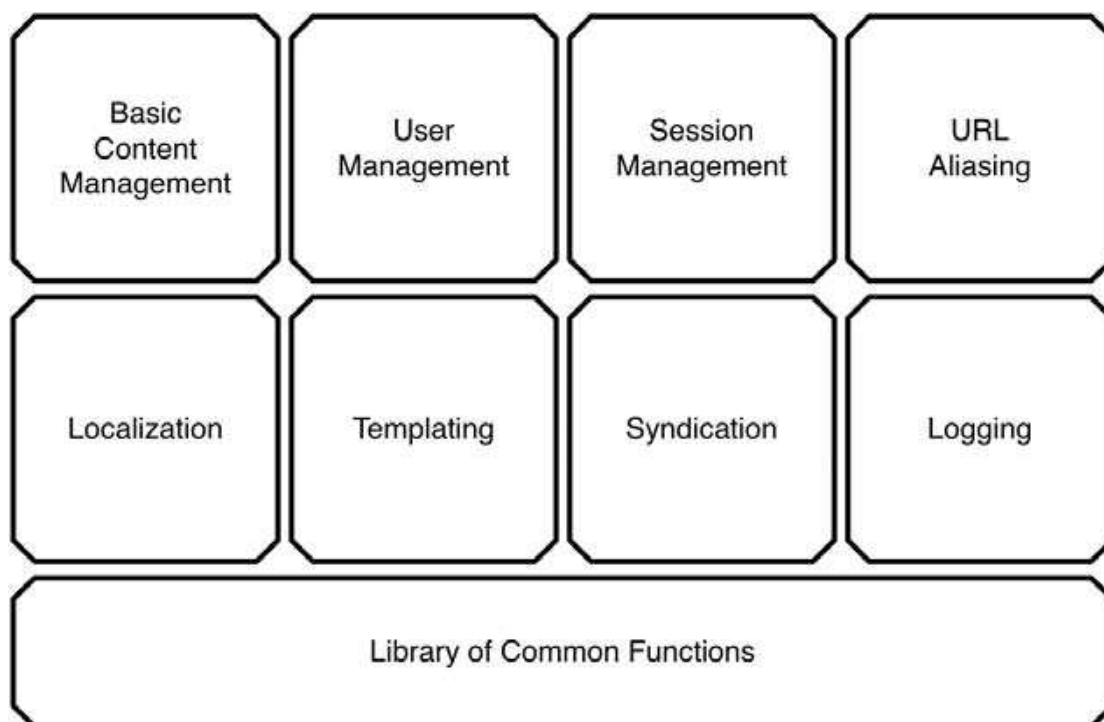 Basic
Content
Management
User
Management
Session
Management
URL
Aliasing
Localization
Templating
Syndication
Logging
Library of Common Functions